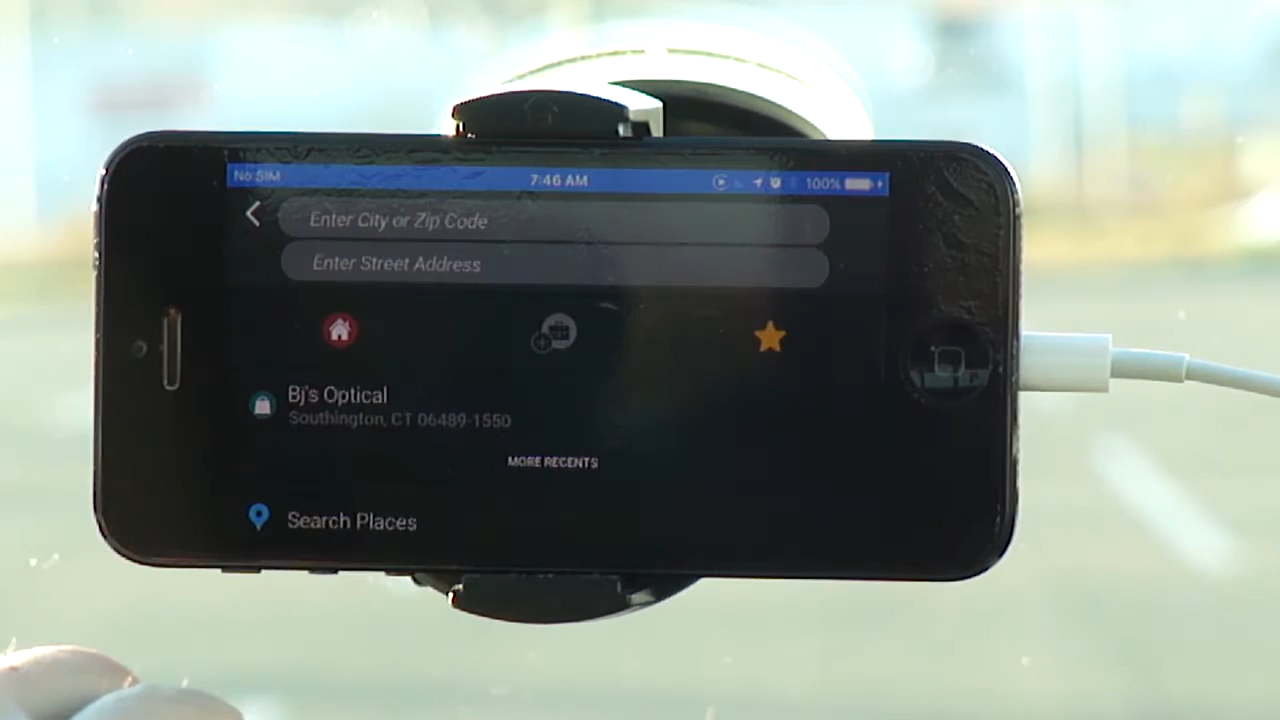 No SIM 7:46 AM 100%
Enter City or Zip Code
Enter Street Address
Bj's Optical
Southington, CT 06489-1550
MORE RECENTS
Search Places